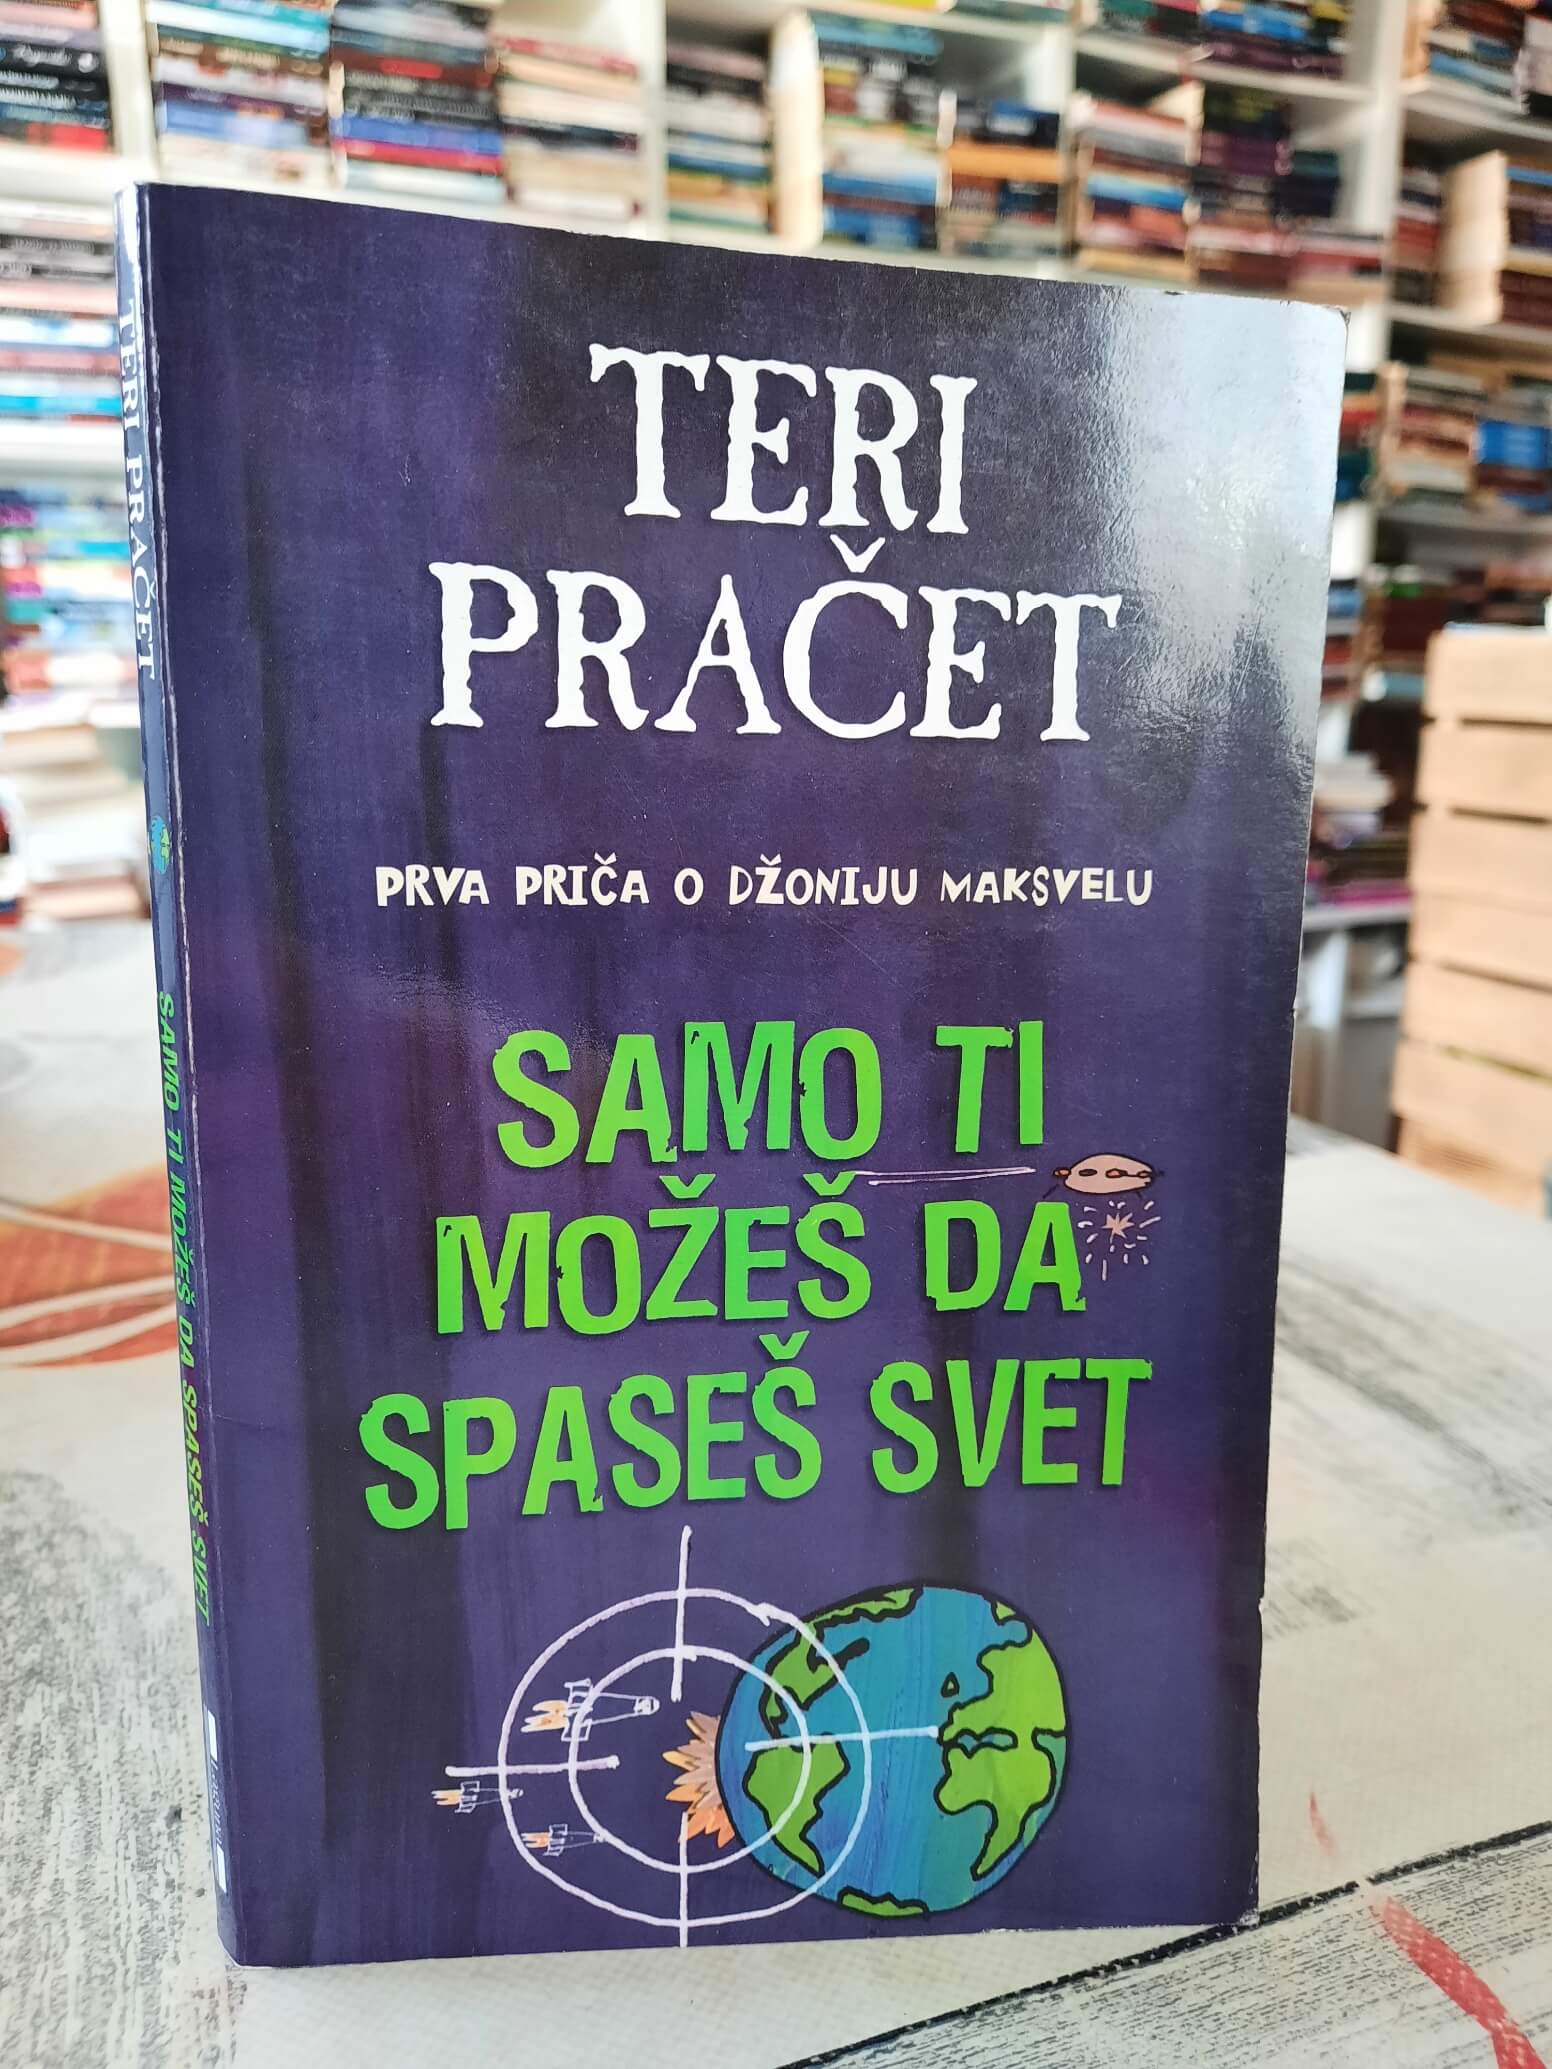 TERI
PRAČET
PRVA PRIČA O DŽONIJU MAKSVELU
SAMO TI
MOŽEŠ DA
SPASEŠ SVET
TERI PRAČET
SAMO TI MOŽEŠ DA SPASEŠ SVET
Laguna